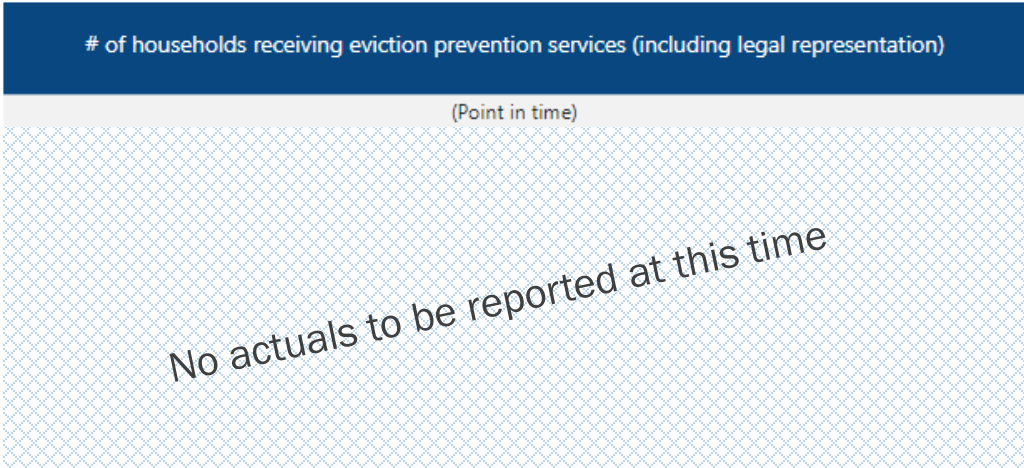 # of households receiving eviction prevention services (including legal representation)
(Point in time)
No actuals to be reported at this time